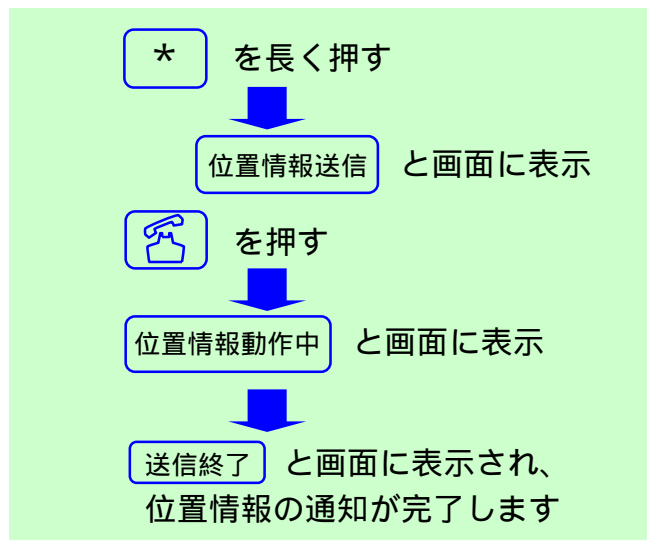 * を長く押す
位置情報送信 と画面に表示
を押す
位置情報動作中 と画面に表示
送信終了 と画面に表示され、
位置情報の通知が完了します